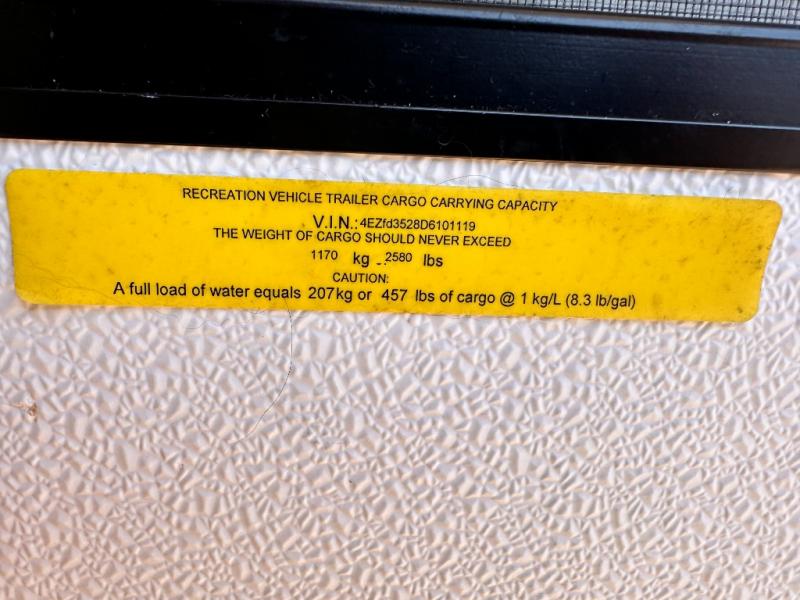 RECREATION VEHICLE TRAILER CARGO CARRYING CAPACITY
V.I.N.: 4EZfd3528D6101119
THE WEIGHT OF CARGO SHOULD NEVER EXCEED
1170 kg - 2580 lbs
CAUTION:
A full load of water equals 207kg or 457 lbs of cargo @ 1 kg/L (8.3 lb/gal)